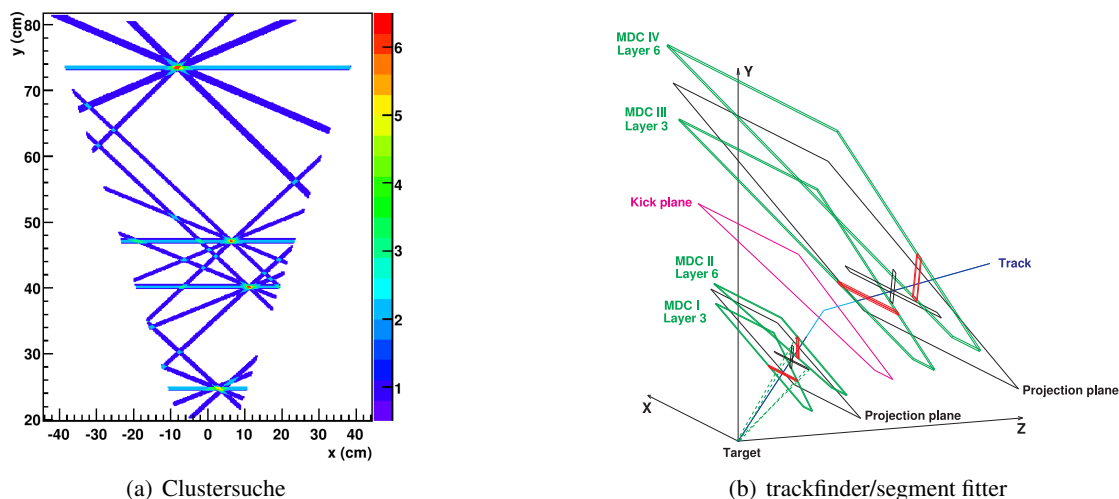 y (cm)
80
70
60
50
40
30
20
-40 -30 -20 -10 0 10 20 30 40
x (cm)
6
5
4
3
2
1
(a) Clustersuche
MDC IV
Layer 6
Y
MDC III
Layer 3
Kick plane
MDC II
Layer 6
Track
MDC I
Layer 3
X
Projection plane
Projection plane
Z
Target
(b) trackfinder/segment fitter